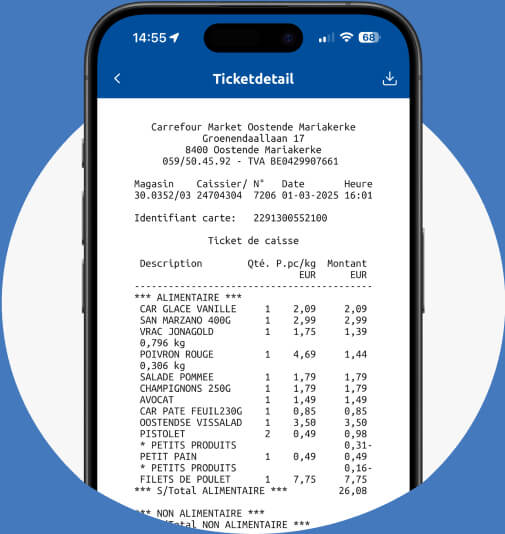 14:55
68
Ticketdetail
Carrefour Market Oostende Mariakerke
Groenendaallaan 17
8400 Oostende Mariakerke
059/50.45.92 - TVA BE0429907661
Magasin Caissier/ N° Date Heure
30.0352/03 24704304 7206 01-03-2025 16:01
Identifiant carte: 2291300552100
Ticket de caisse
Description Qté. P.pc/kg Montant
EUR EUR
-----------------------------------------
*** ALIMENTAIRE ***
CAR GLACE VANILLE 1 2,09 2,09
SAN MARZANO 400G 1 2,99 2,99
VRAC JONAGOLD 1 1,75 1,39
0,796 kg
POIVRON ROUGE 1 4,69 1,44
0,306 kg
SALADE POMMEE 1 1,79 1,79
CHAMPIGNONS 250G 1 1,79 1,79
AVOCAT 1 1,49 1,49
CAR PATE FEUIL230G 1 0,85 0,85
OOSTENDSE VISSALAD 1 3,50 3,50
PISTOLET 2 0,49 0,98
* PETITS PRODUITS 0,31-
PETIT PAIN 1 0,49 0,49
* PETITS PRODUITS 0,16-
FILETS DE POULET 1 7,75 7,75
*** S/Total ALIMENTAIRE *** 26,08
*** NON ALIMENTAIRE ***
*** S/Total NON ALIMENTAIRE ***